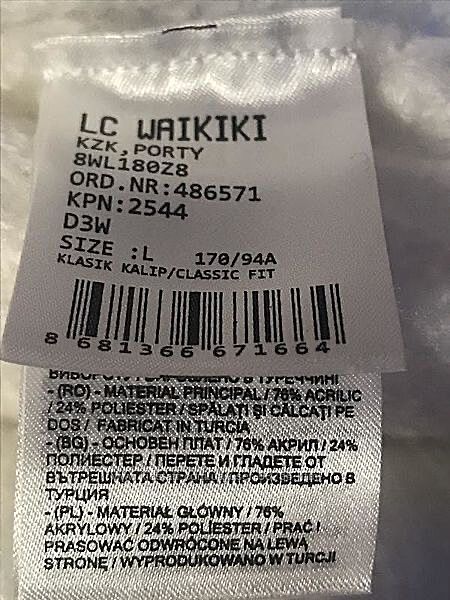 LC WAIKIKI
KZK,PORTY
8WL180Z8
ORD.NR:486571
KPN:2544
D3W
SIZE :L 170/94A
KLASIK KALIP/CLASSIC FIT
8 681366 671664
- (RO) - MATERIAL PRINCIPAL / 76% ACRILIC
/ 24% POLIESTER / SPĂLAȚI ȘI CĂLCAȚI PE
DOS / FABRICAT IN TURCIA
- (BG) - ОСНОВЕН ПЛАТ / 76% АКРИЛ / 24%
ПОЛИЕСТЕР / ПЕРЕТЕ И ГЛАДЕТЕ ОТ
ВЪТРЕШНАТА СТРАНА / ПРОИЗВЕДЕНО В
ТУРЦИЯ
- (PL) - MATERIAŁ GŁÓWNY / 76%
AKRYLOWY / 24% POLIESTER / PRAĆ I
PRASOWAĆ ODWRÓCONE NA LEWĄ
STRONĘ / WYPRODUKOWANO W TURCJI